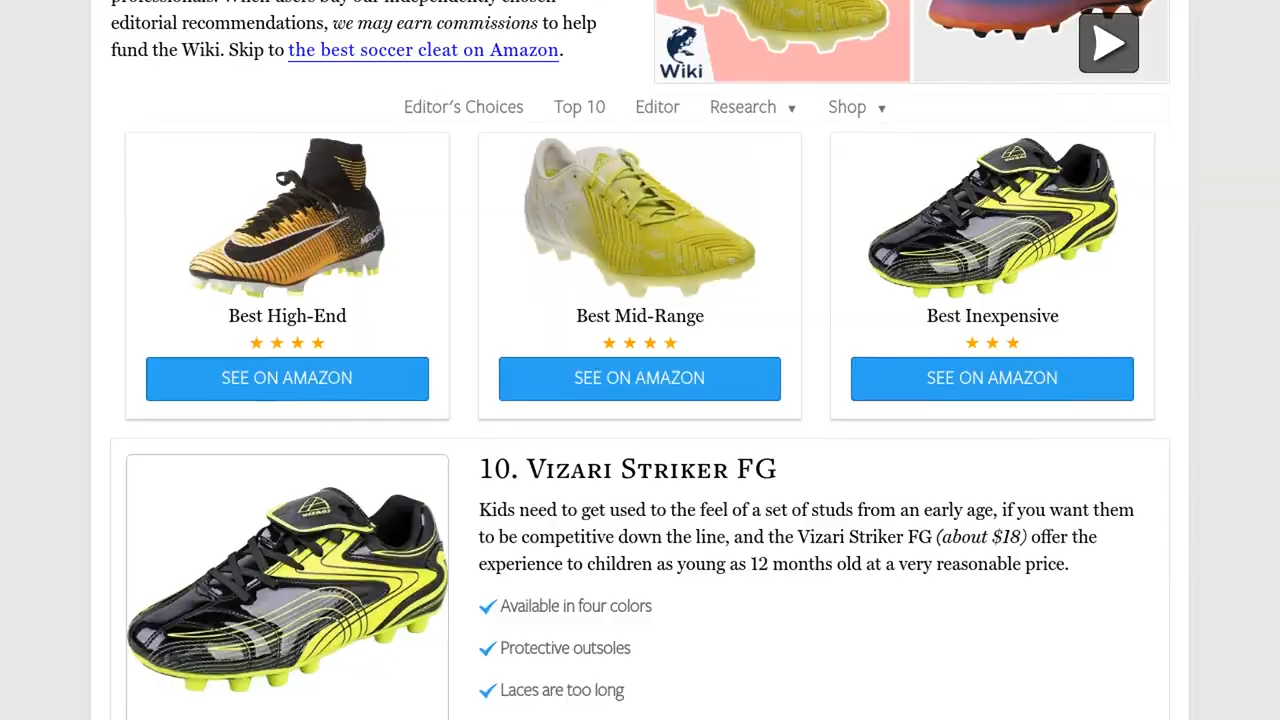 editorial recommendations, we may earn commissions to help
fund the Wiki. Skip to the best soccer cleat on Amazon.
Wiki
Editor's Choices Top 10 Editor Research ▼ Shop ▼
Best High-End
Best Mid-Range
Best Inexpensive
SEE ON AMAZON
SEE ON AMAZON
SEE ON AMAZON
10. Vizari Striker FG
Kids need to get used to the feel of a set of studs from an early age, if you want them
to be competitive down the line, and the Vizari Striker FG (about $18) offer the
experience to children as young as 12 months old at a very reasonable price.
VIZARI
Available in four colors
Protective outsoles
Laces are too long